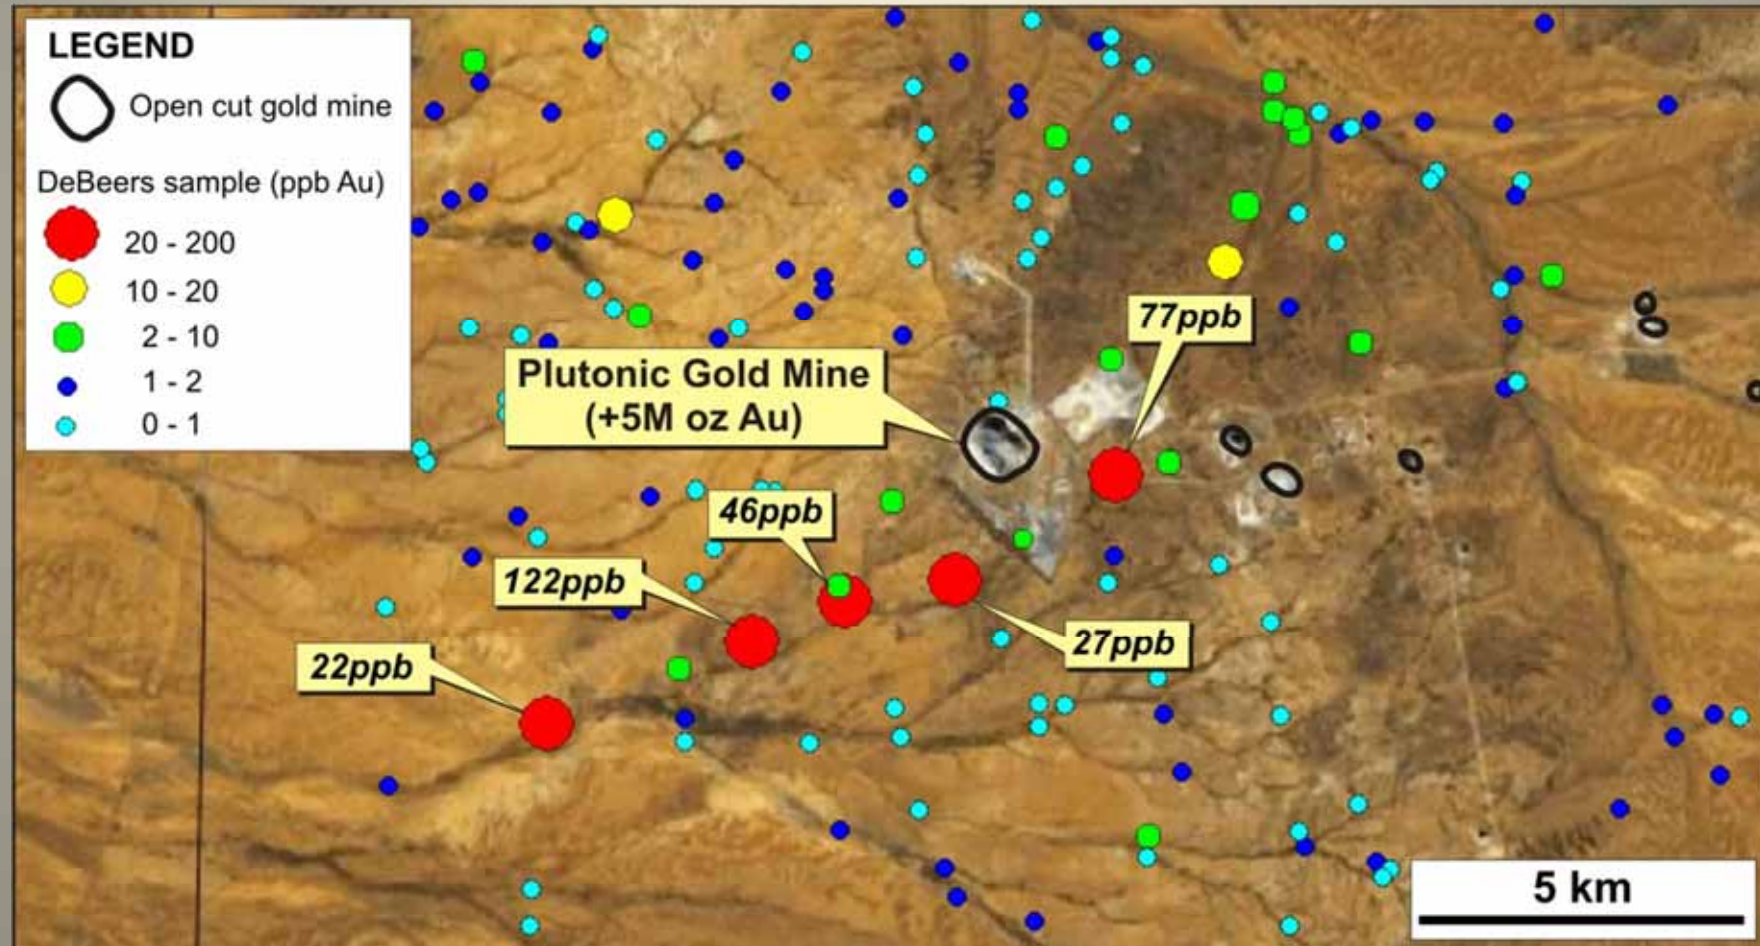 LEGEND
Open cut gold mine
DeBeers sample (ppb Au)
20 - 200
10 - 20
2 - 10
1 - 2
0 - 1
77ppb
Plutonic Gold Mine
(+5M oz Au)
46ppb
122ppb
27ppb
22ppb
5 km